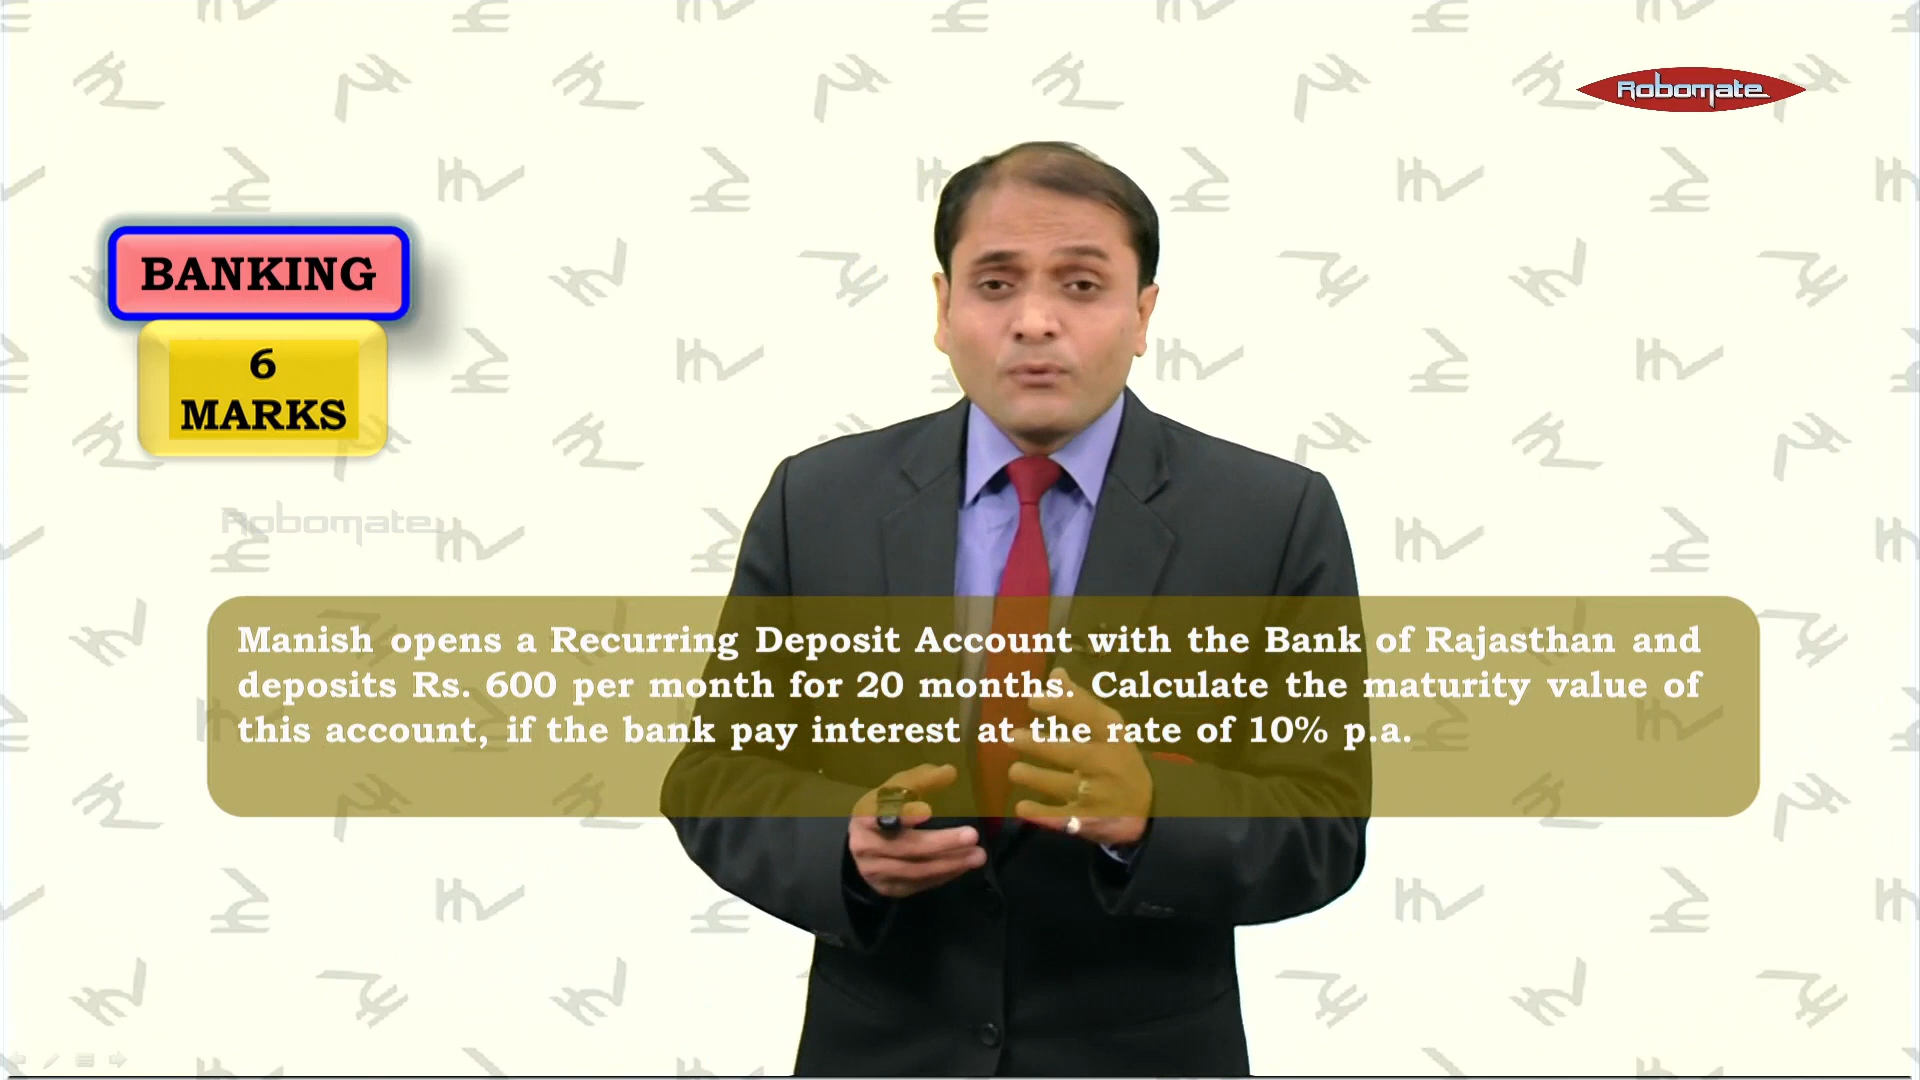 Robomate
BANKING
6
MARKS
Robomate
Manish opens a Recurring Deposit Account with the Bank of Rajasthan and
deposits Rs. 600 per month for 20 months. Calculate the maturity value of
this account, if the bank pay interest at the rate of 10% p.a.